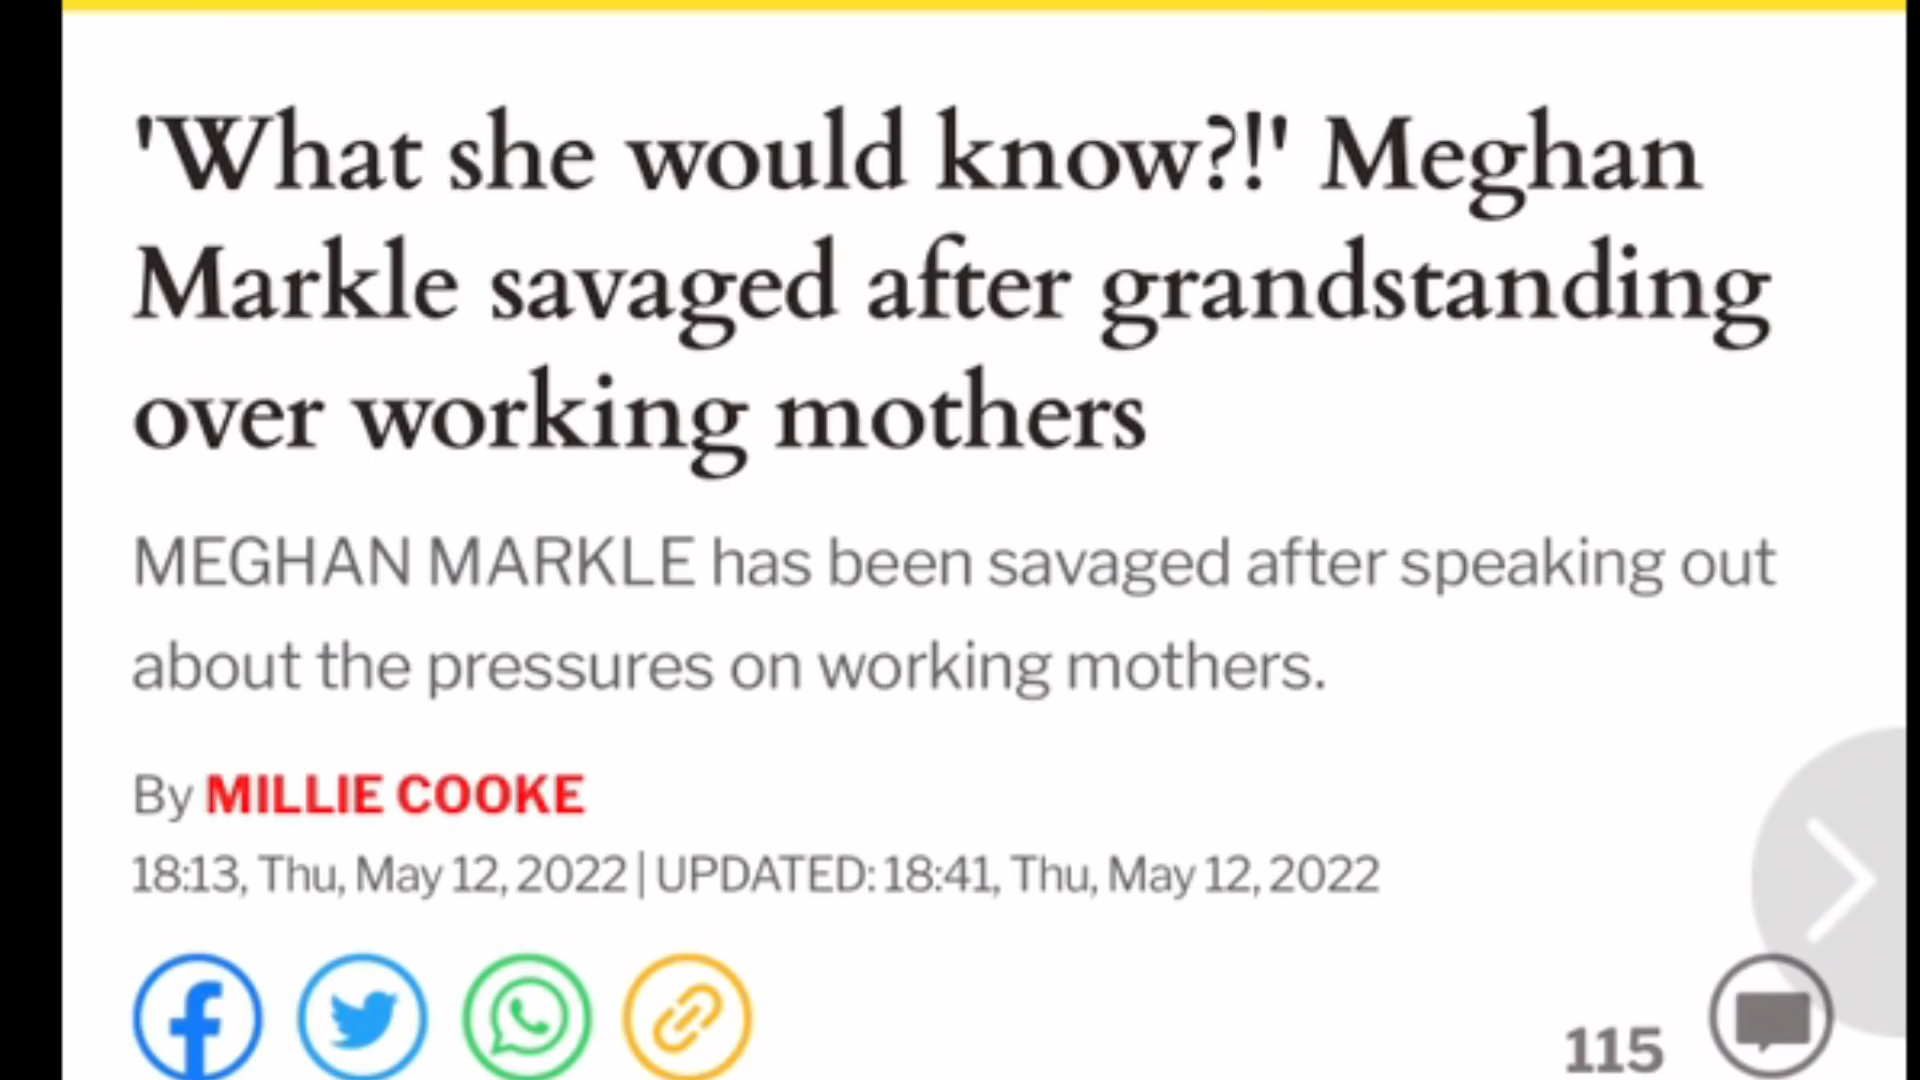 'What she would know?!' Meghan
Markle savaged after grandstanding
over working mothers
MEGHAN MARKLE has been savaged after speaking out
about the pressures on working mothers.
By MILLIE COOKE
18:13, Thu, May 12, 2022 | UPDATED: 18:41, Thu, May 12, 2022
115